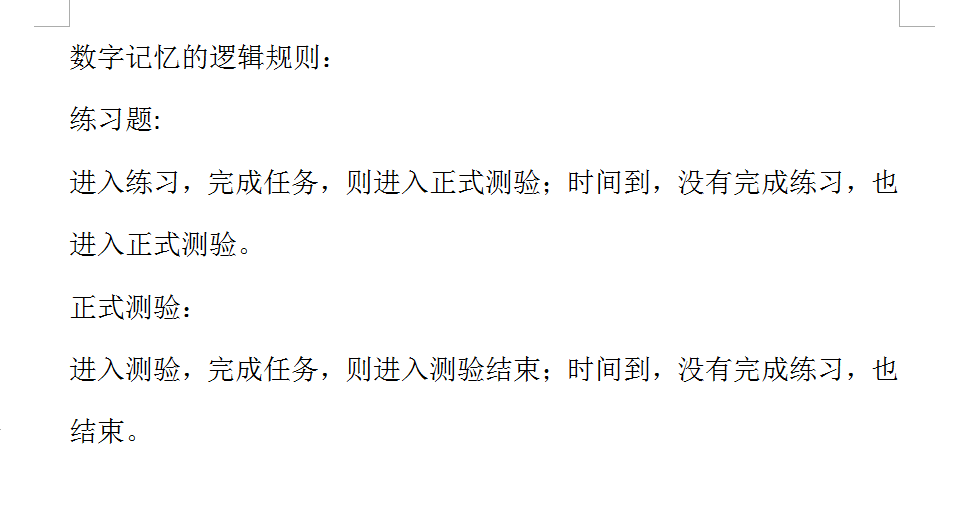 数字记忆的逻辑规则：
练习题:
进入练习，完成任务，则进入正式测验；时间到，没有完成练习，也
进入正式测验。
正式测验：
进入测验，完成任务，则进入测验结束；时间到，没有完成练习，也
结束。